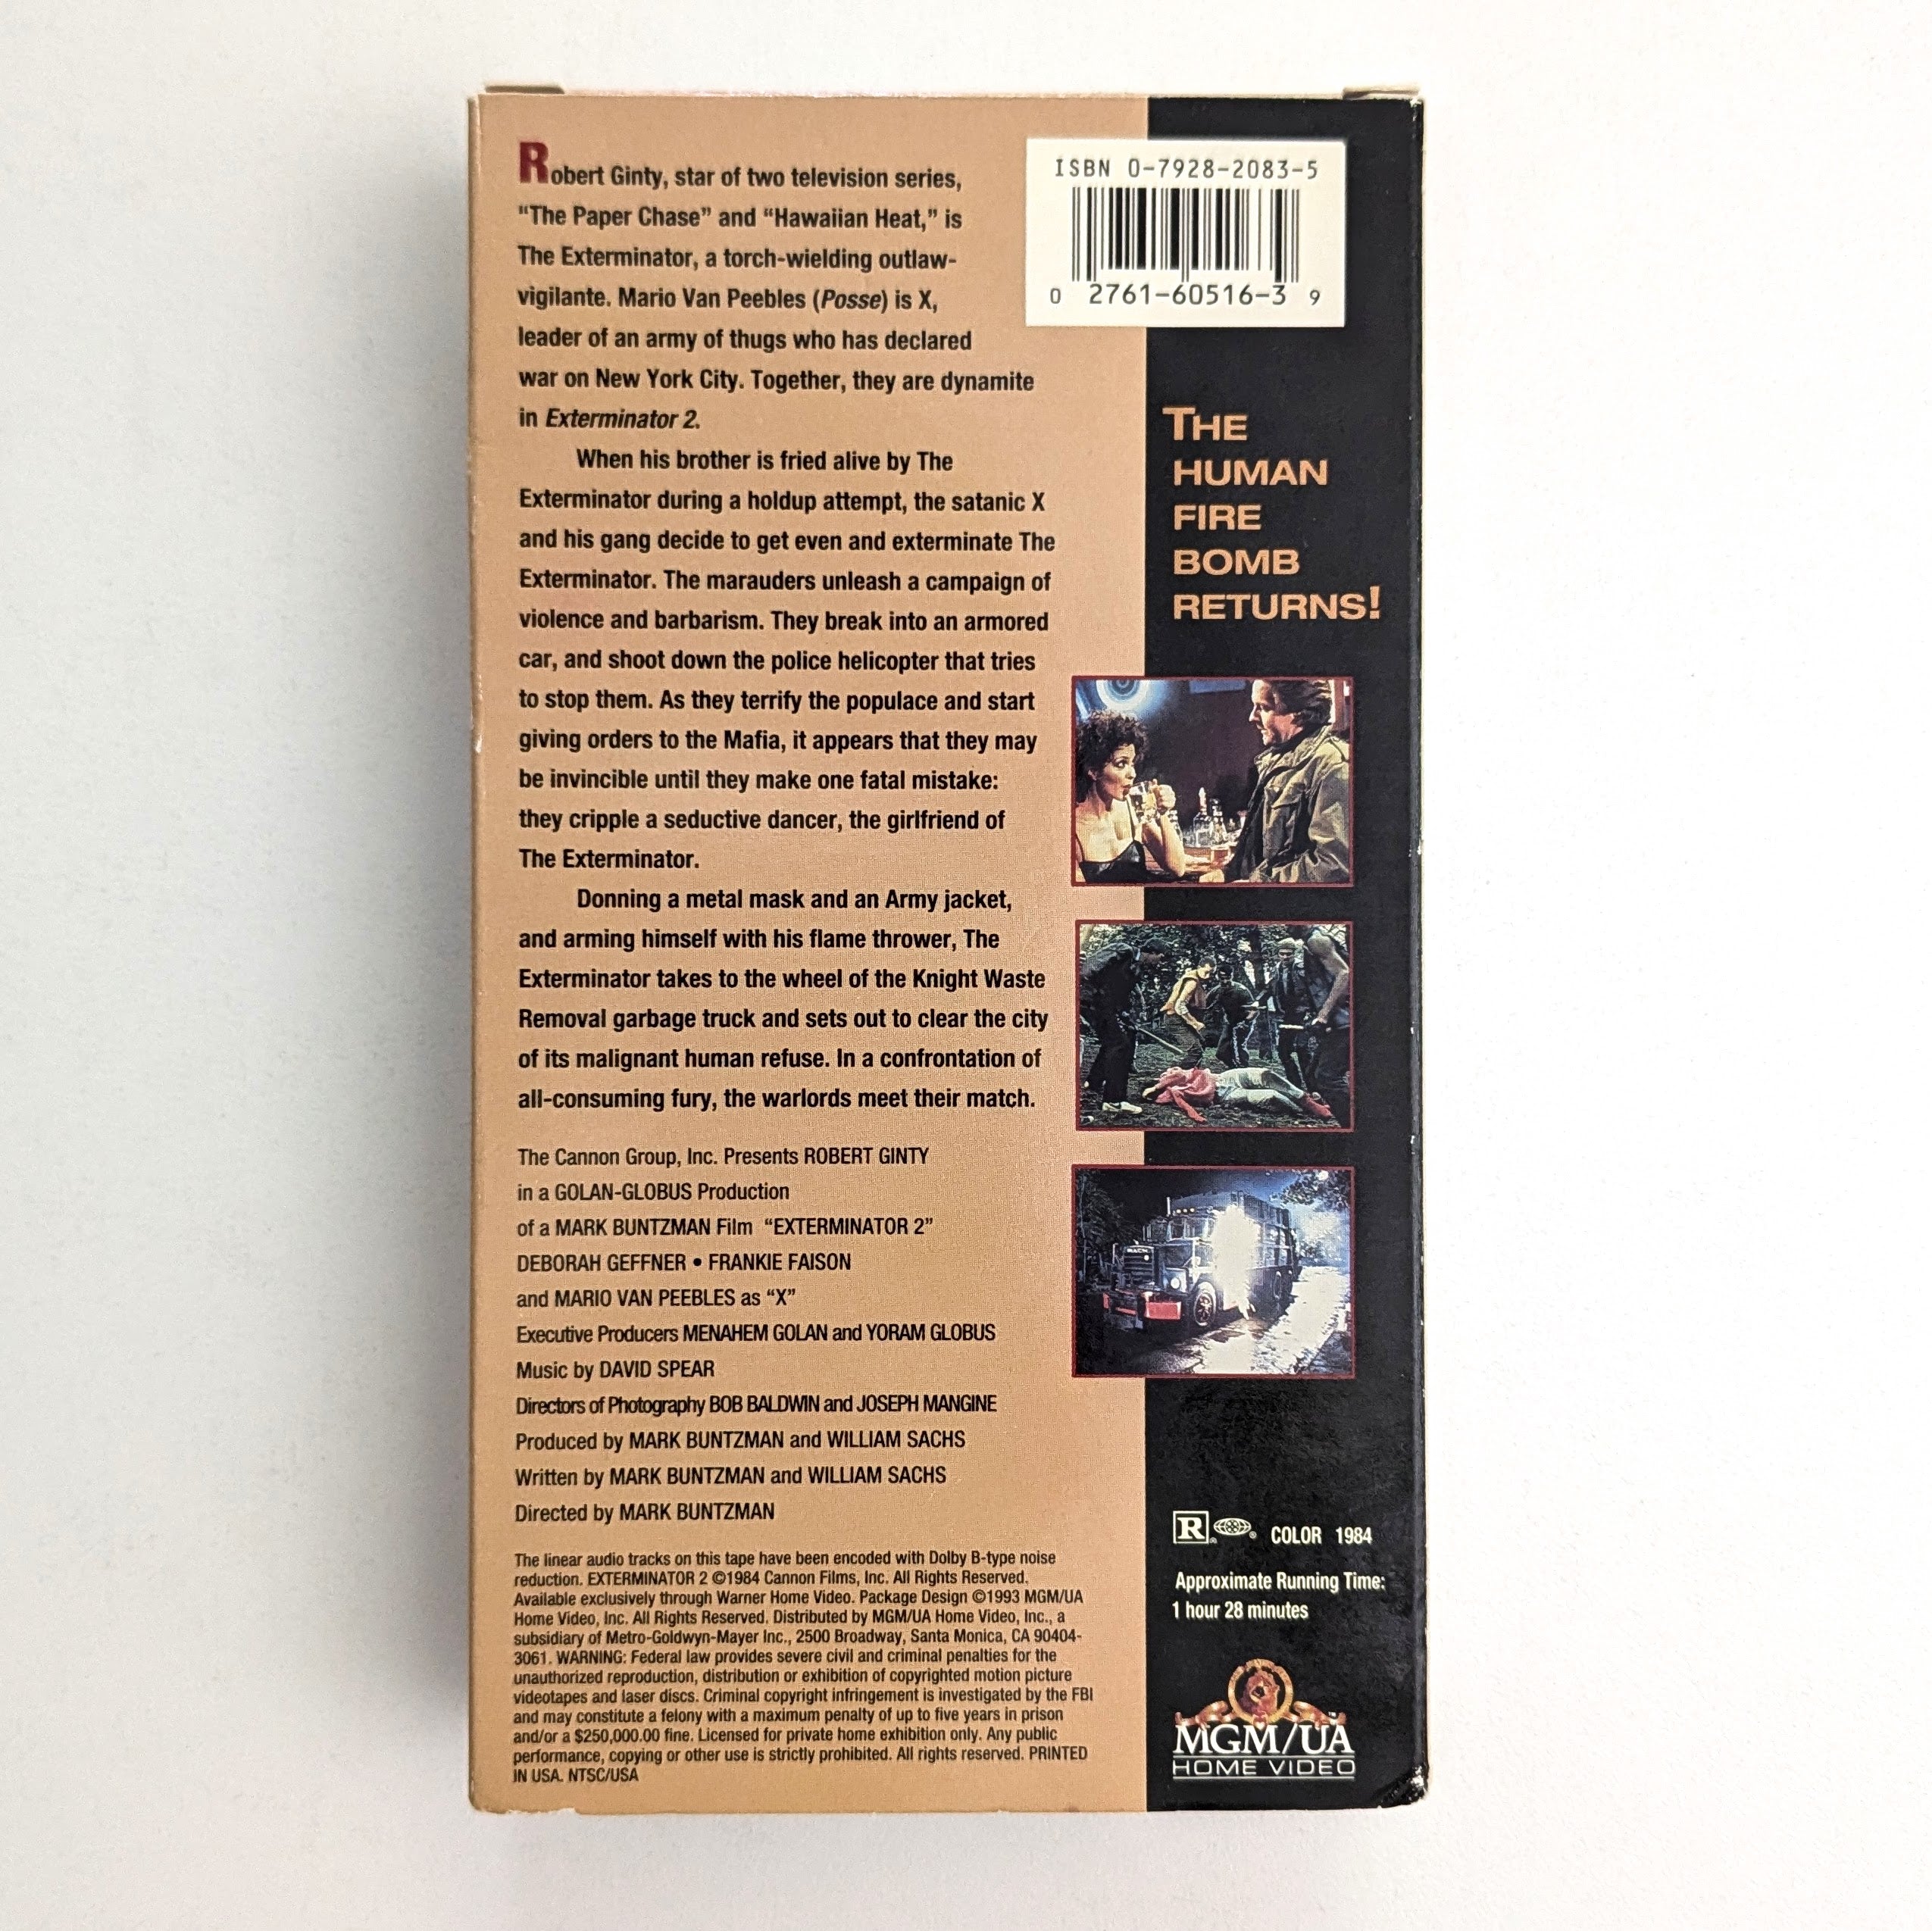 Robert Ginty, star of two television series,
“The Paper Chase” and “Hawaiian Heat,” is
The Exterminator, a torch-wielding outlaw-
vigilante. Mario Van Peebles (Posse) is X,
leader of an army of thugs who has declared
war on New York City. Together, they are dynamite
in Exterminator 2.
When his brother is fried alive by The
Exterminator during a holdup attempt, the satanic X
and his gang decide to get even and exterminate The
Exterminator. The marauders unleash a campaign of
violence and barbarism. They break into an armored
car, and shoot down the police helicopter that tries
to stop them. As they terrify the populace and start
giving orders to the Mafia, it appears that they may
be invincible until they make one fatal mistake:
they cripple a seductive dancer, the girlfriend of
The Exterminator.
Donning a metal mask and an Army jacket,
and arming himself with his flame thrower, The
Exterminator takes to the wheel of the Knight Waste
Removal garbage truck and sets out to clear the city
of its malignant human refuse. In a confrontation of
all-consuming fury, the warlords meet their match.
The Cannon Group, Inc. Presents ROBERT GINTY
in a GOLAN-GLOBUS Production
of a MARK BUNTZMAN Film “EXTERMINATOR 2”
DEBORAH GEFFNER • FRANKIE FAISON
and MARIO VAN PEEBLES as “X”
Executive Producers MENAHEM GOLAN and YORAM GLOBUS
Music by DAVID SPEAR
Directors of Photography BOB BALDWIN and JOSEPH MANGINE
Produced by MARK BUNTZMAN and WILLIAM SACHS
Written by MARK BUNTZMAN and WILLIAM SACHS
Directed by MARK BUNTZMAN
The linear audio tracks on this tape have been encoded with Dolby B-type noise
reduction. EXTERMINATOR 2 ©1984 Cannon Films, Inc. All Rights Reserved.
Available exclusively through Warner Home Video. Package Design ©1993 MGM/UA
Home Video, Inc. All Rights Reserved. Distributed by MGM/UA Home Video, Inc., a
subsidiary of Metro-Goldwyn-Mayer Inc., 2500 Broadway, Santa Monica, CA 90404-
3061. WARNING: Federal law provides severe civil and criminal penalties for the
unauthorized reproduction, distribution or exhibition of copyrighted motion picture
videotapes and laser discs. Criminal copyright infringement is investigated by the FBI
and may constitute a felony with a maximum penalty of up to five years in prison
and/or a $250,000.00 fine. Licensed for private home exhibition only. Any public
performance, copying or other use is strictly prohibited. All rights reserved. PRINTED
IN USA. NTSC/USA
ISBN 0-7928-2083-5
0 2761-60516-3 9
THE
HUMAN
FIRE
BOMB
RETURNS!
MACK
R COLOR 1984
Approximate Running Time:
1 hour 28 minutes
MGM/UA
HOME VIDEO